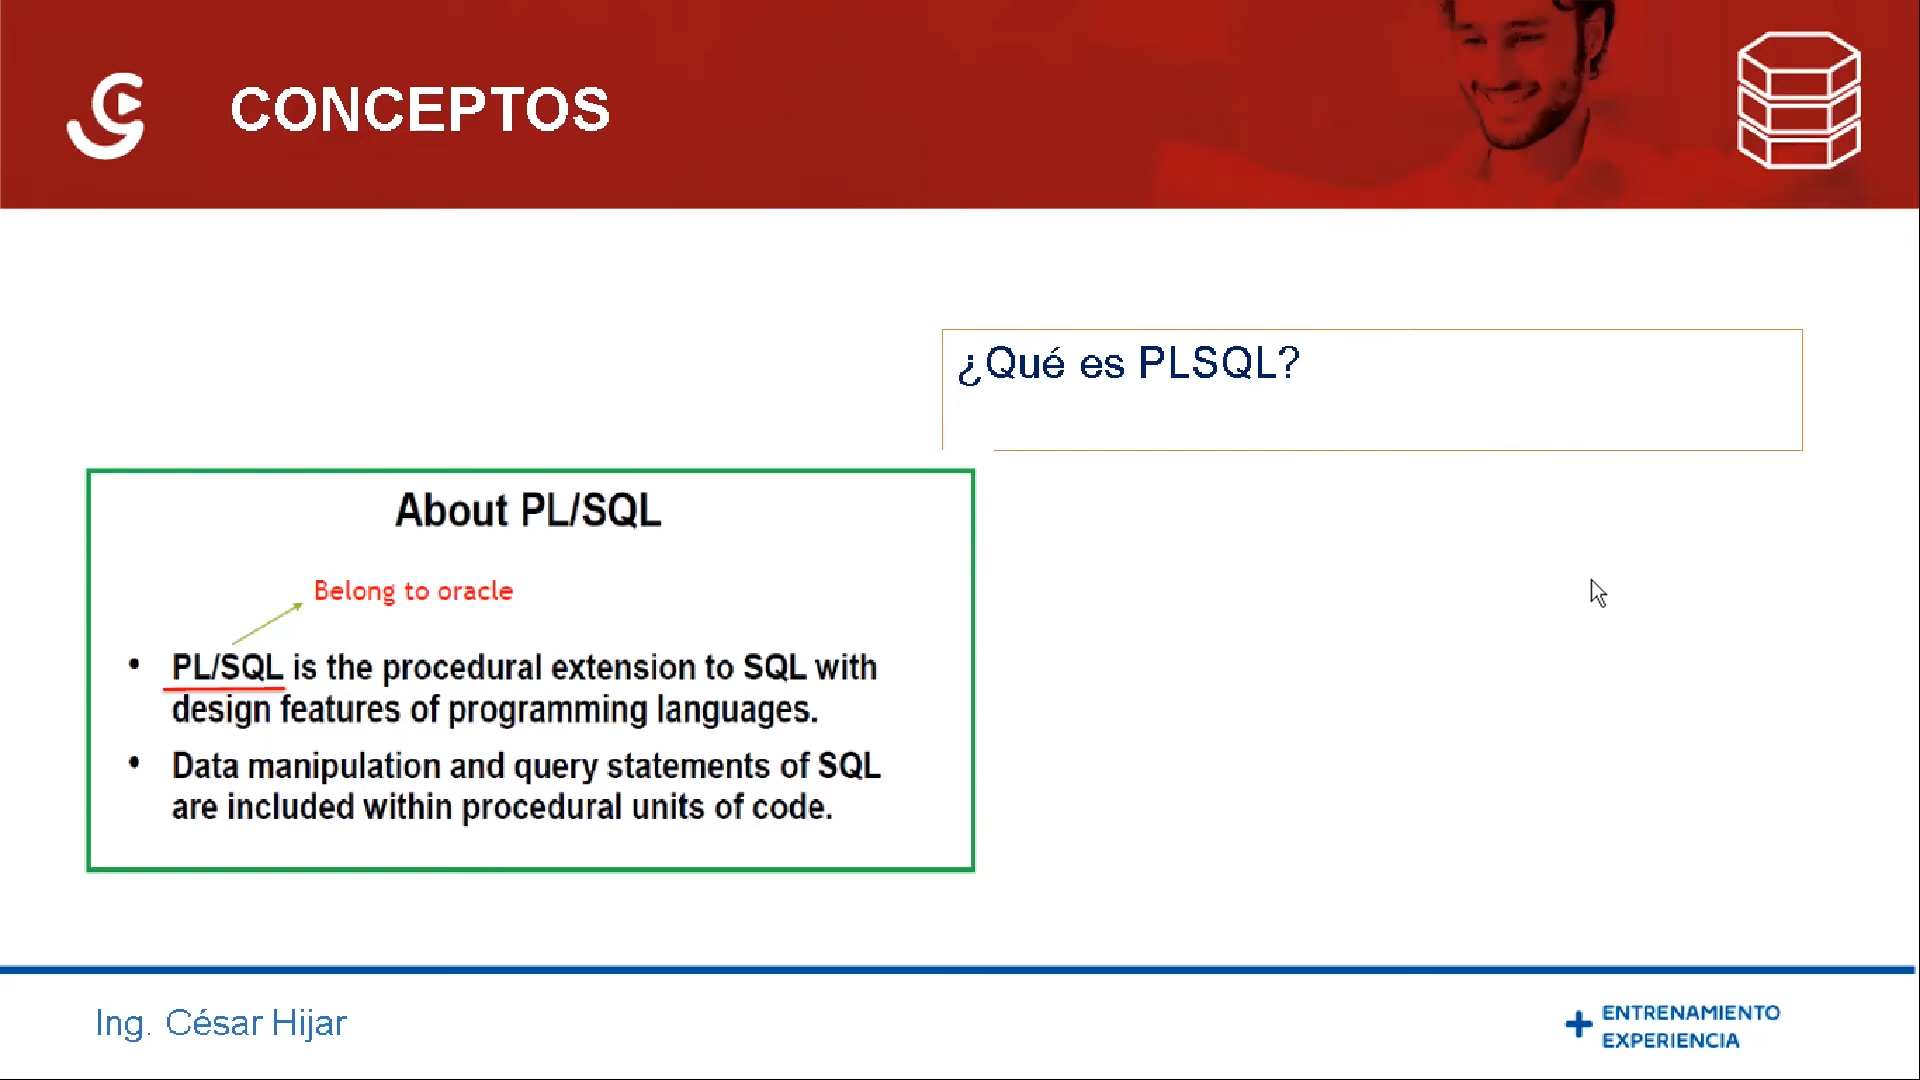 CONCEPTOS
¿Qué es PLSQL?
About PL/SQL
Belong to oracle
• PL/SQL is the procedural extension to SQL with
design features of programming languages.
• Data manipulation and query statements of SQL
are included within procedural units of code.
Ing. César Hijar
+ ENTRENAMIENTO
EXPERIENCIA